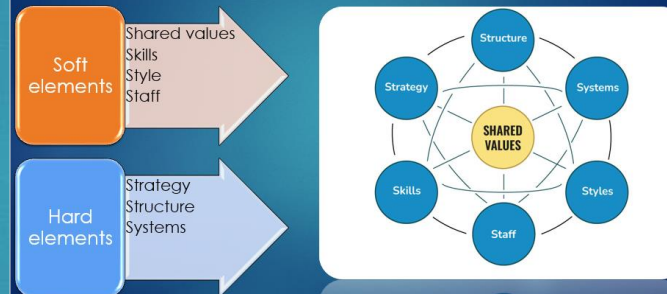 Soft
elements
Shared values
Skills
Style
Staff
Hard
elements
Strategy
Structure
Systems
Structure
Strategy
Systems
SHARED
VALUES
Skills
Styles
Staff